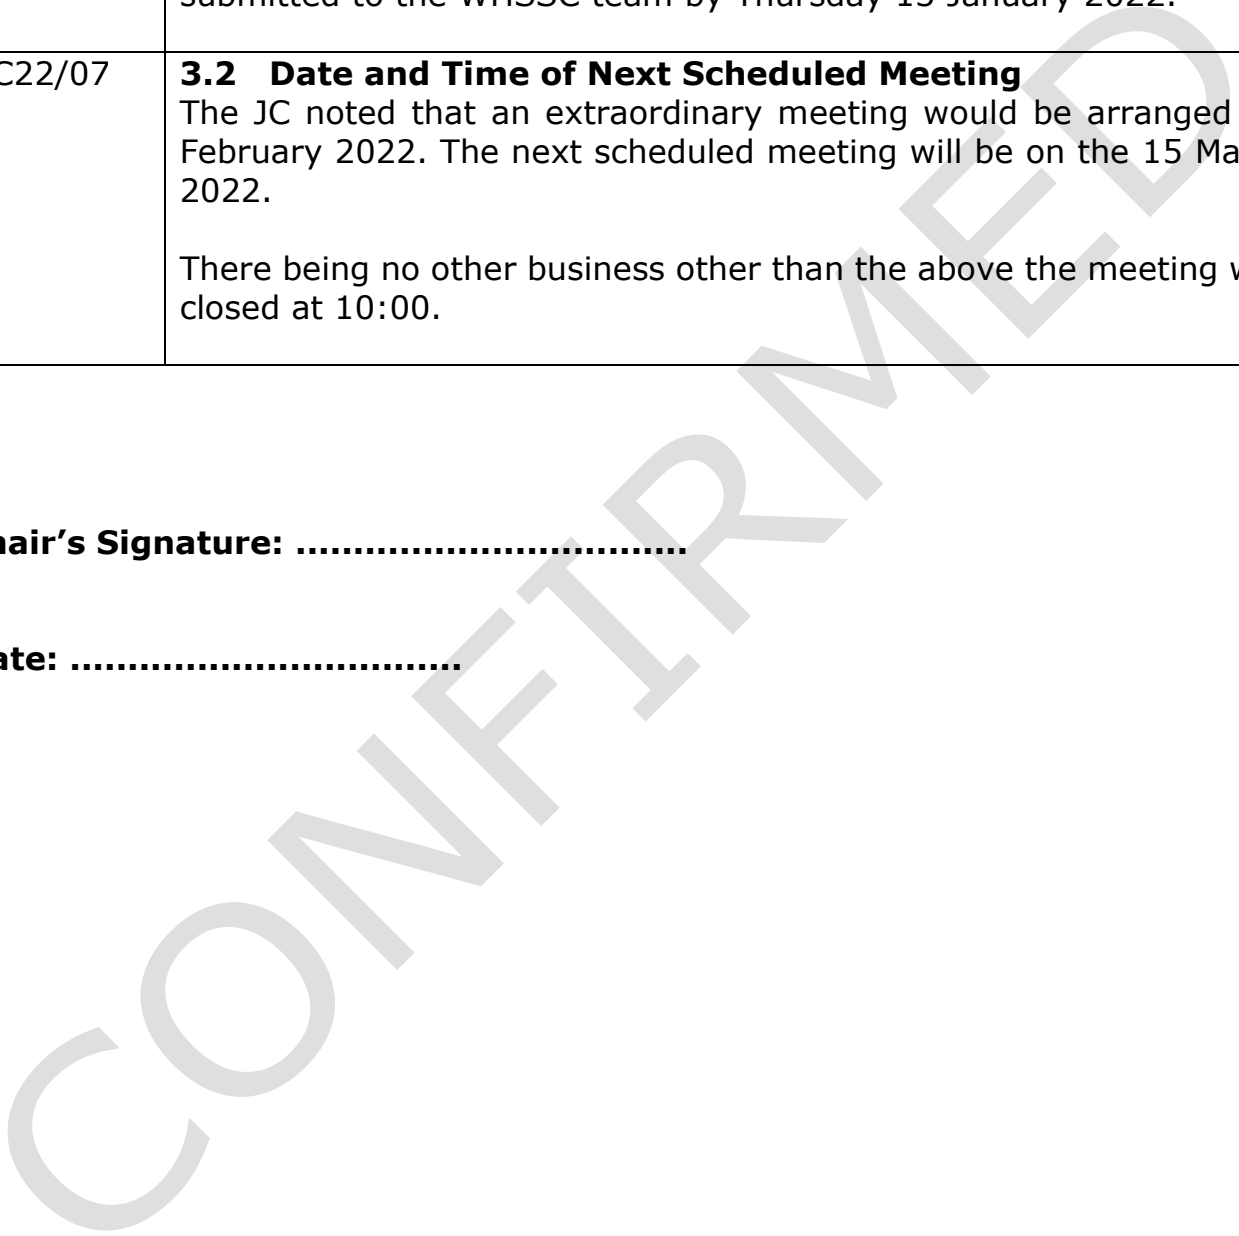 submitted to the WHSSC team by Thursday 13 January 2022.
C22/07
3.2 Date and Time of Next Scheduled Meeting
The JC noted that an extraordinary meeting would be arranged
February 2022. The next scheduled meeting will be on the 15 Ma
2022.
There being no other business other than the above the meeting w
closed at 10:00.
hair’s Signature: ..................................
ate: ..................................
CONFIRMED